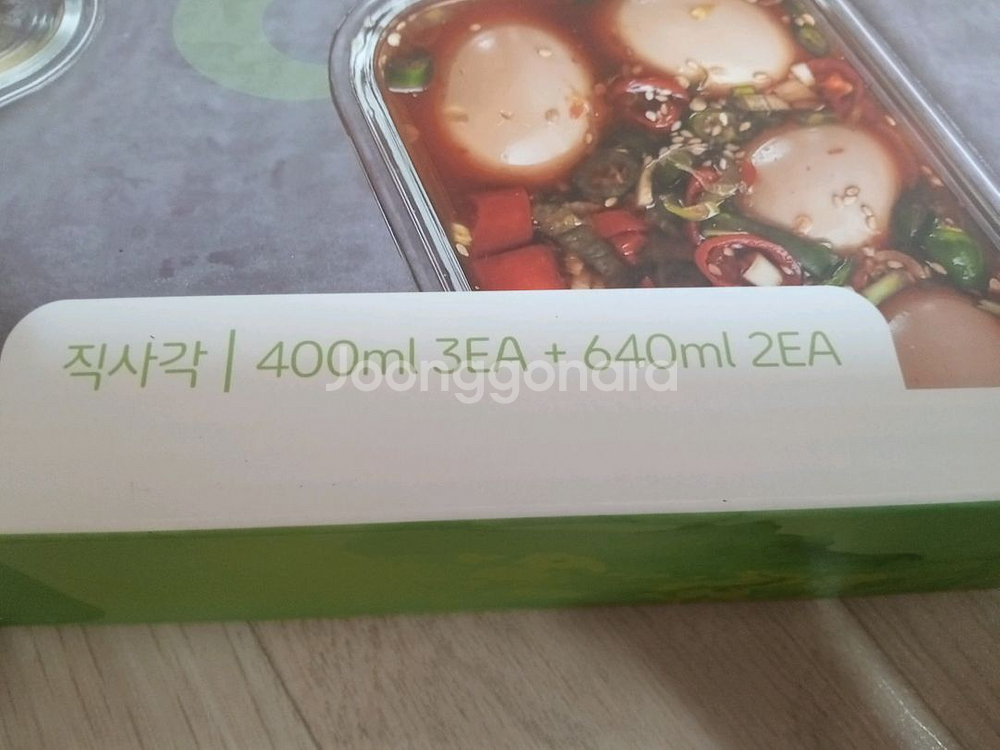 직사각 | 400ml 3EA + 640ml 2EA
Joonggonara